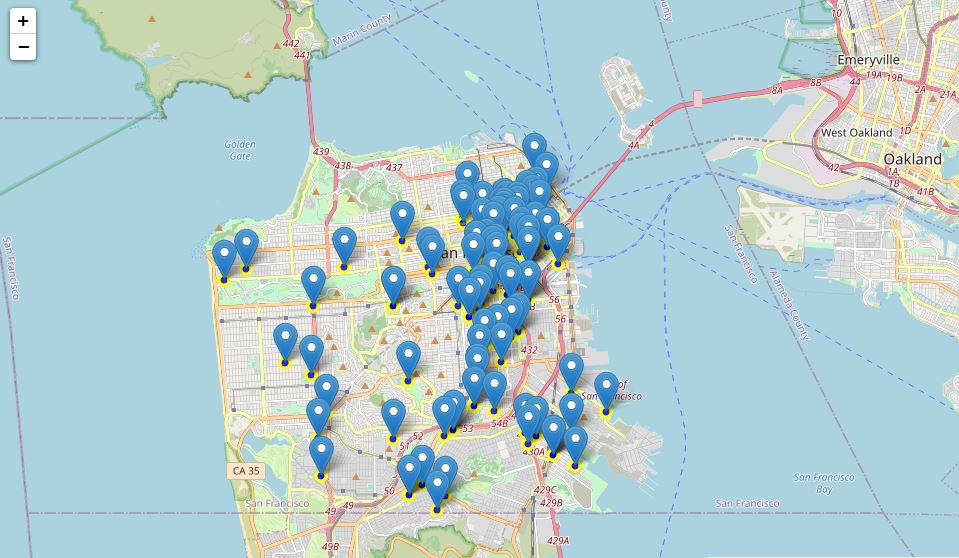 +
−
442
441
Marin County
County
10
Emeryville
44
19A
19B
8B
8A
2A
21A
4
4A
West Oakland
1D
Oakland
42
1A
1B
41B
Golden
Gate
439
438
437
San Francisco
San Francisco
Alameda County
56
56
432
San Francisco
54B
53
52
51
50
430A
CA 35
San Francisco
49
49
49B
429C
429B
429A
San Francisco
San Francisco
Bay